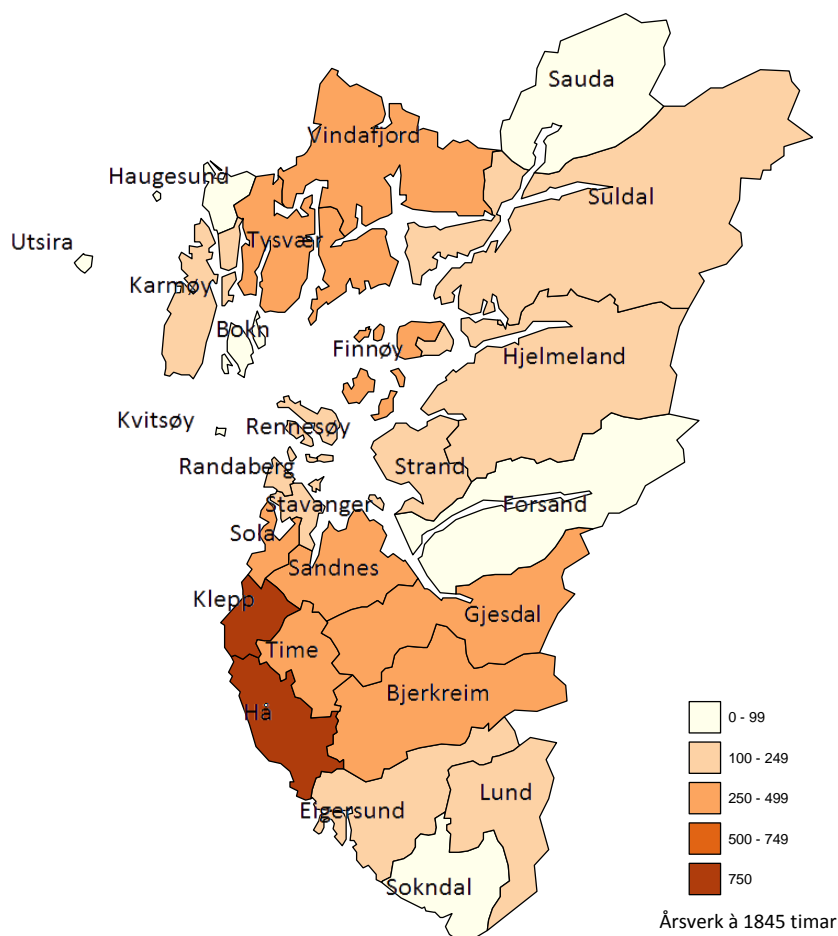 Sauda
Vindafjord
Haugesund
Suldal
Utsira
Tysvær
Karmøy
Bokn
Finnøy
Hjelmeland
Kvitsøy
Rennesøy
Randaberg
Strand
Stavanger
Forsand
Sola
Sandnes
Klepp
Gjesdal
Time
Bjerkreim
Hå
0 - 99
100 - 249
Lund
250 - 499
Eigersund
500 - 749
750
Sokndal
Årsverk à 1845 timar